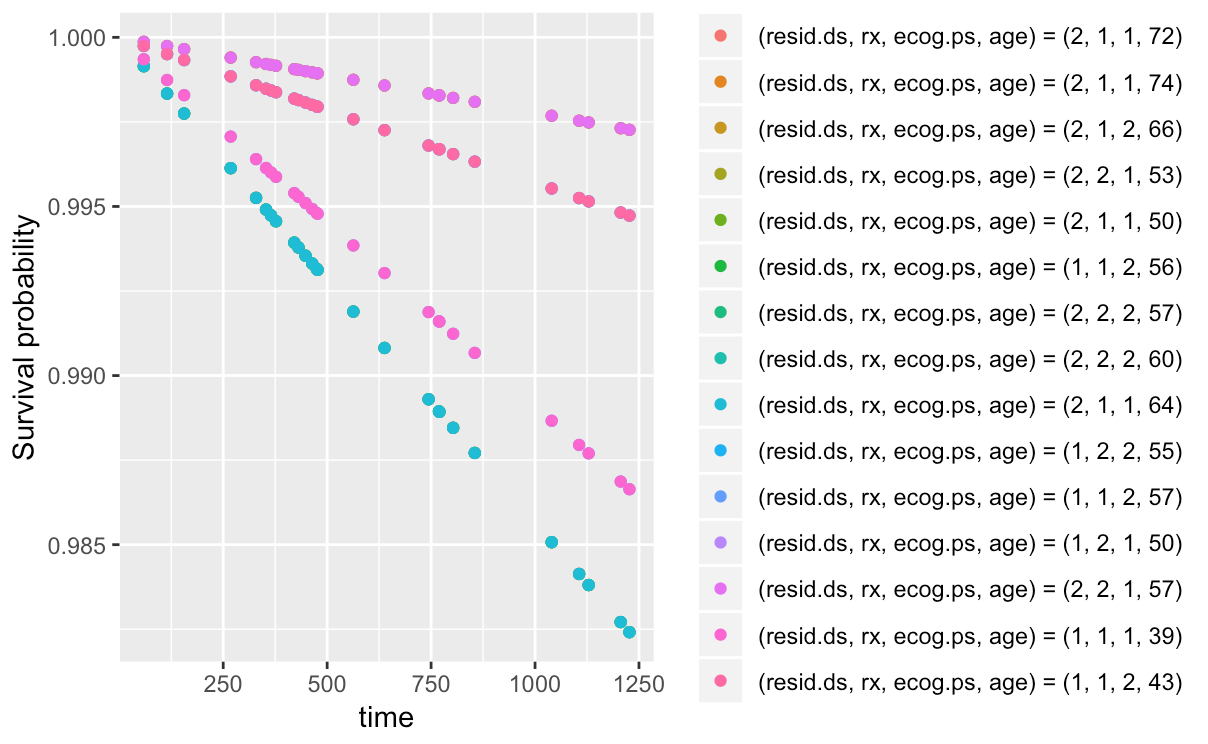 1.000
0.995
0.990
0.985
Survival probability
250 500 750 1000 1250
time
(resid.ds, rx, ecog.ps, age) = (2, 1, 1, 72)
(resid.ds, rx, ecog.ps, age) = (2, 1, 1, 74)
(resid.ds, rx, ecog.ps, age) = (2, 1, 2, 66)
(resid.ds, rx, ecog.ps, age) = (2, 2, 1, 53)
(resid.ds, rx, ecog.ps, age) = (2, 1, 1, 50)
(resid.ds, rx, ecog.ps, age) = (1, 1, 2, 56)
(resid.ds, rx, ecog.ps, age) = (2, 2, 2, 57)
(resid.ds, rx, ecog.ps, age) = (2, 2, 2, 60)
(resid.ds, rx, ecog.ps, age) = (2, 1, 1, 64)
(resid.ds, rx, ecog.ps, age) = (1, 2, 2, 55)
(resid.ds, rx, ecog.ps, age) = (1, 1, 2, 57)
(resid.ds, rx, ecog.ps, age) = (1, 2, 1, 50)
(resid.ds, rx, ecog.ps, age) = (2, 2, 1, 57)
(resid.ds, rx, ecog.ps, age) = (1, 1, 1, 39)
(resid.ds, rx, ecog.ps, age) = (1, 1, 2, 43)